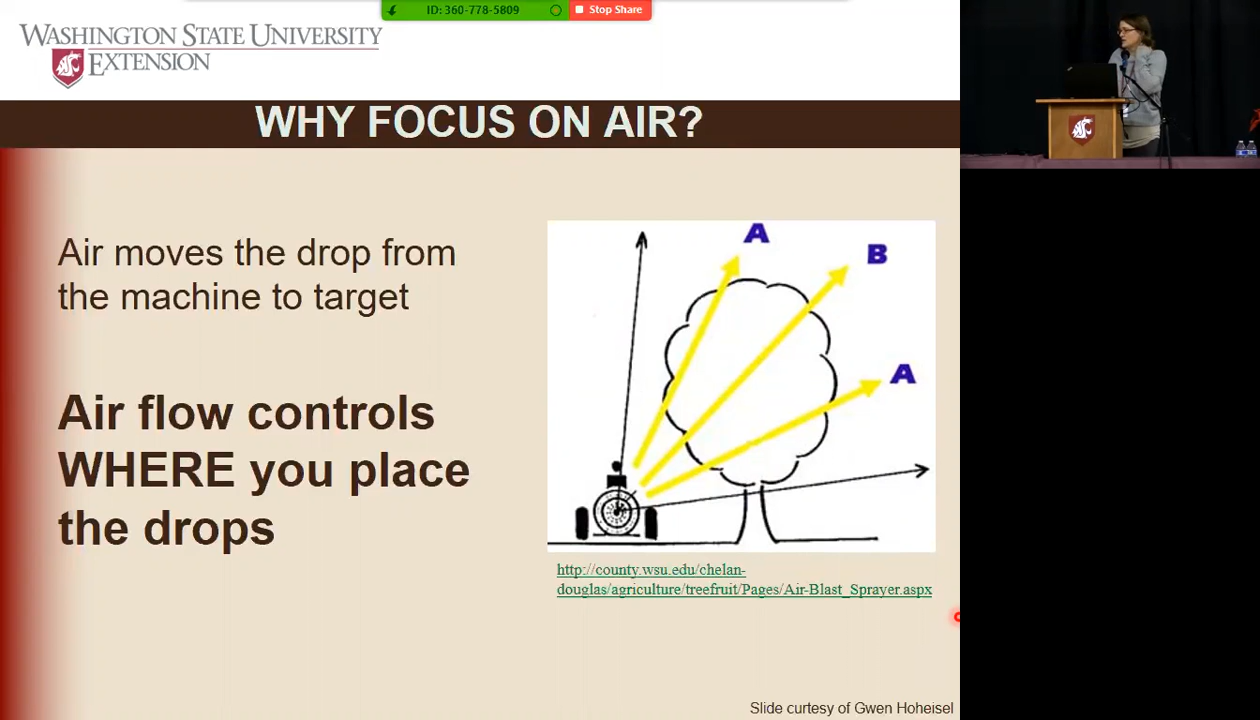 ID: 360-778-5809
Stop Share
WASHINGTON STATE UNIVERSITY
EXTENSION
WHY FOCUS ON AIR?
Air moves the drop from
the machine to target
Air flow controls
WHERE you place
the drops
A
B
A
http://county.wsu.edu/chelan-
douglas/agriculture/treefruit/Pages/Air-Blast_Sprayer.aspx
Slide curtesy of Gwen Hoheisel